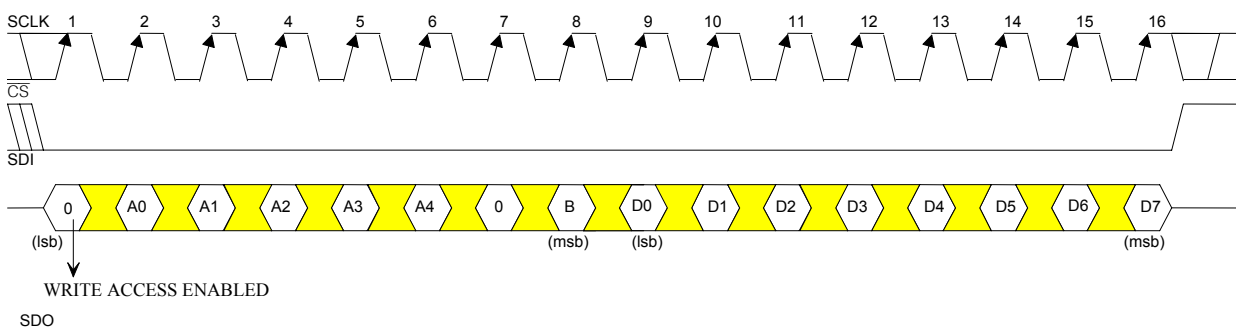 SCLK 1 2 3 4 5 6 7 8 9 10 11 12 13 14 15 16
CS
SDI
0 A0 A1 A2 A3 A4 0 B D0 D1 D2 D3 D4 D5 D6 D7
(lsb) (msb) (lsb) (msb)
WRITE ACCESS ENABLED
SDO